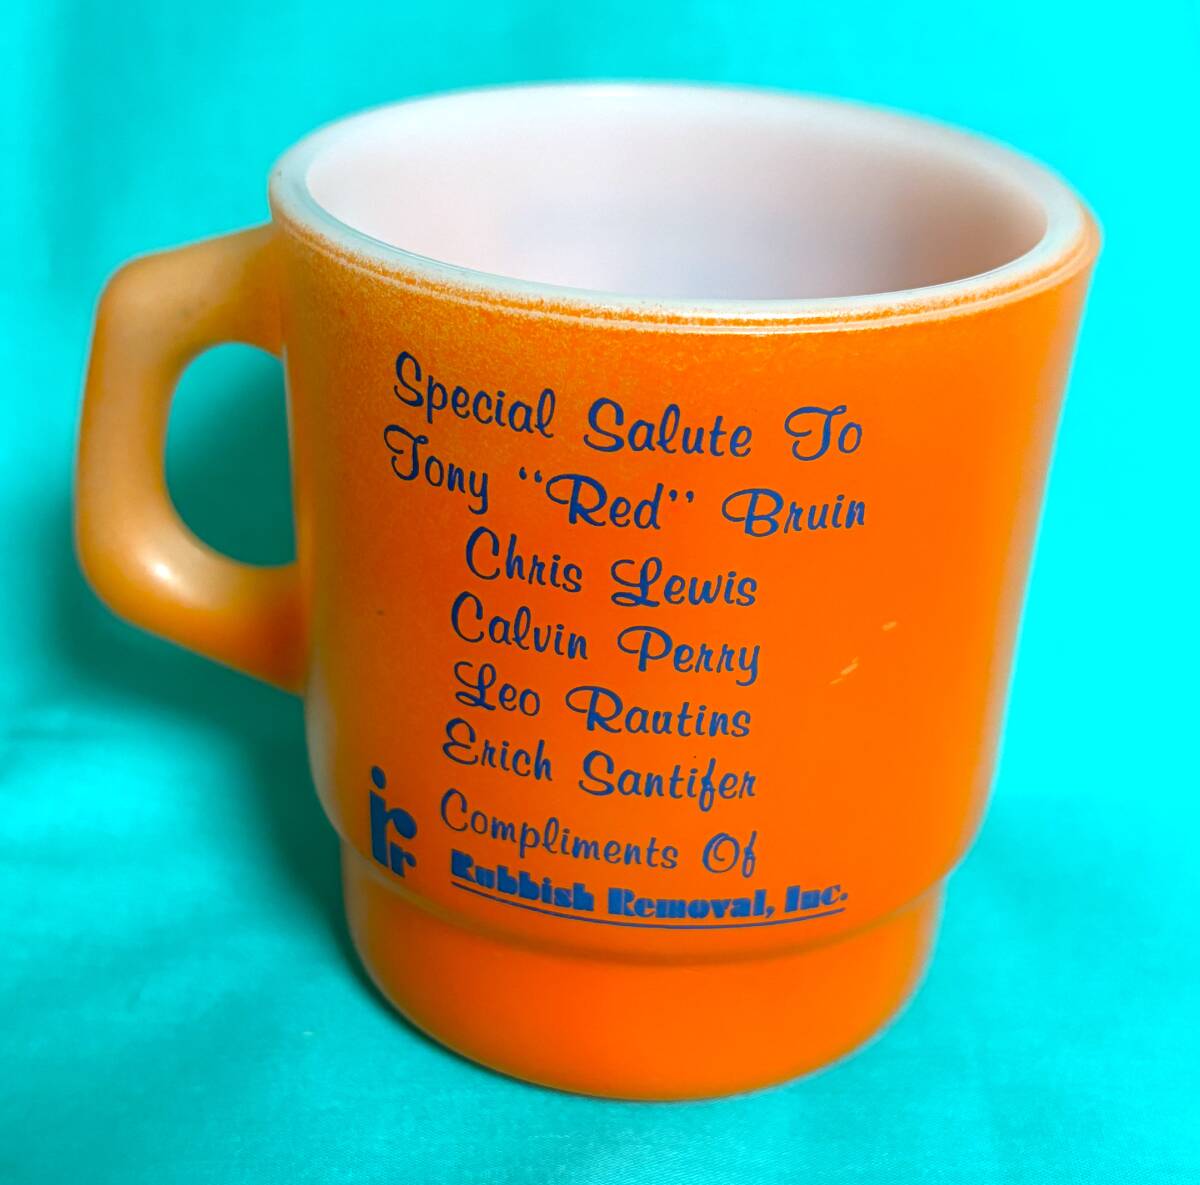 Special Salute To
Tony "Red" Bruin
Chris Lewis
Calvin Perry
Leo Rautins
Erich Santifer
Compliments Of
rr Rubbish Removal, Inc.